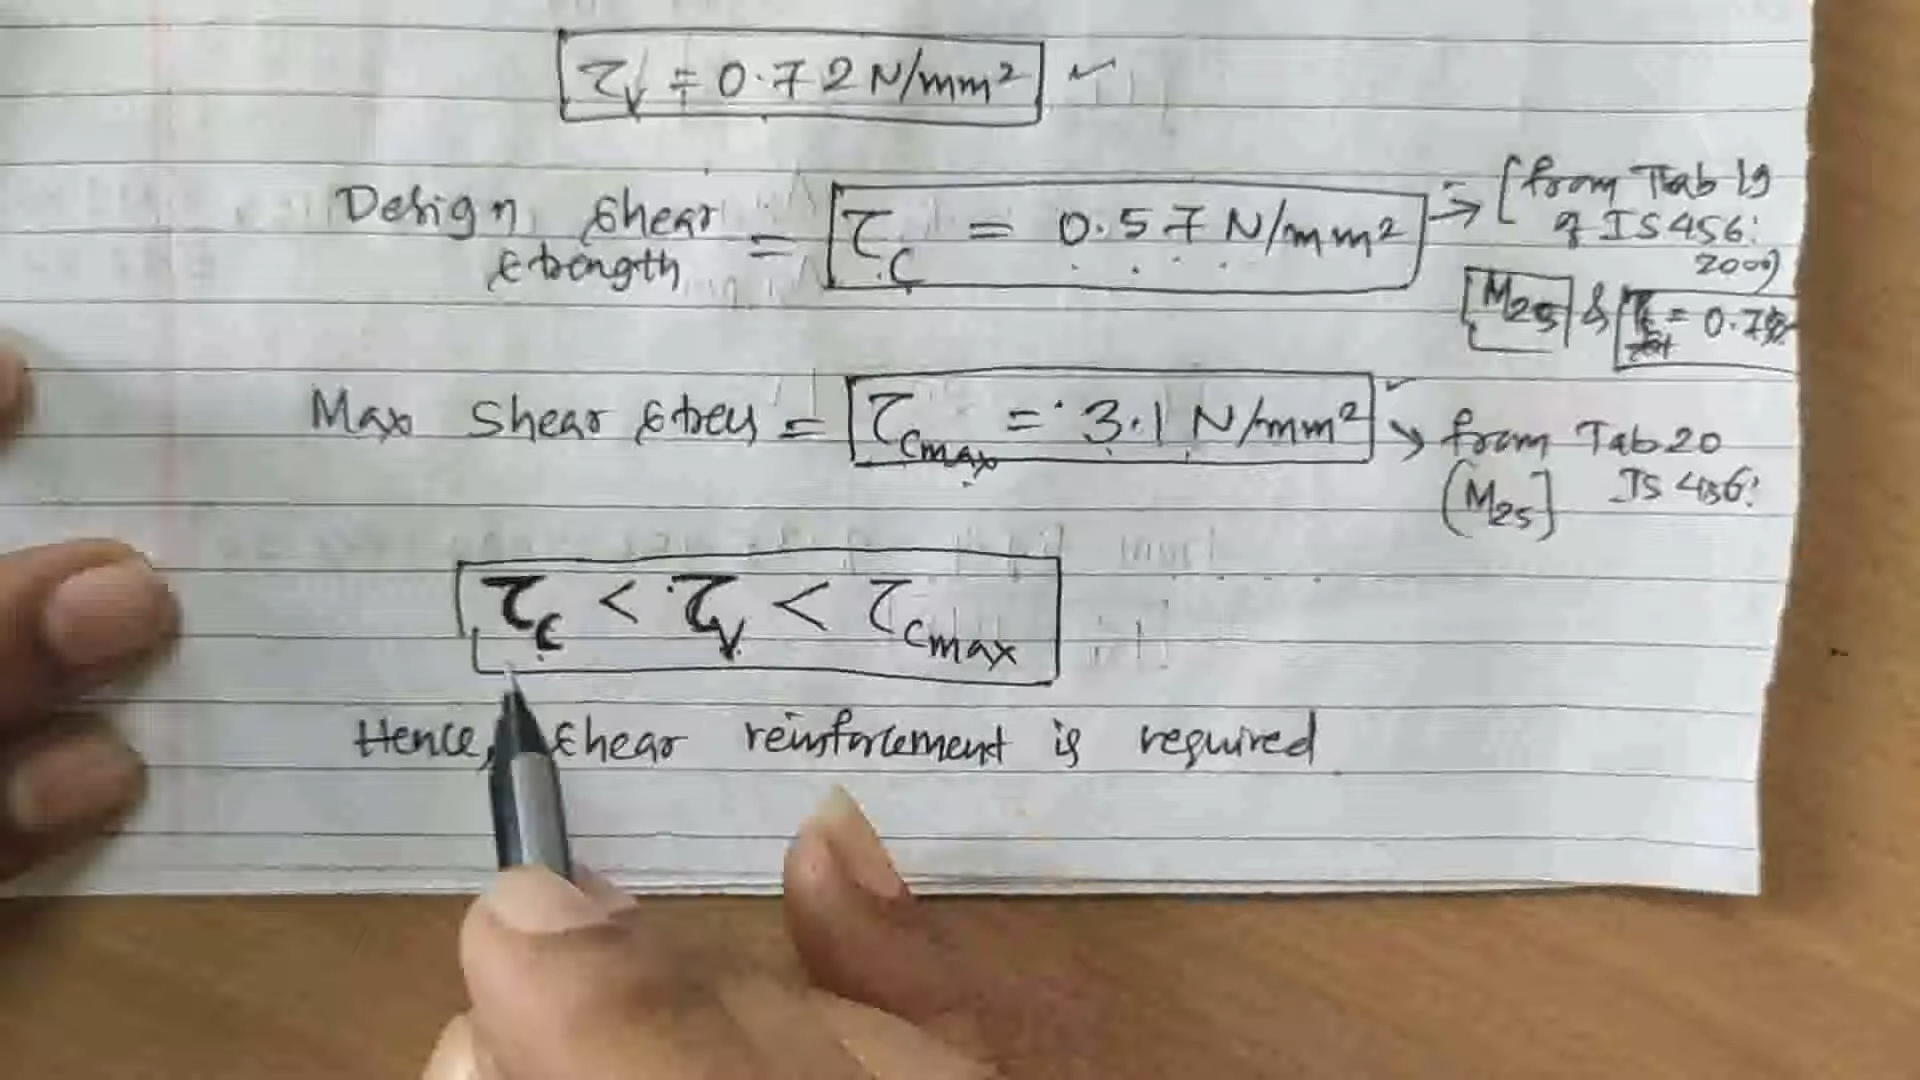 τv = 0.72 N/mm²
Design Shear
Strength = τc = 0.57 N/mm² → [from Tab 19
of IS 456:
2000)
M25 & = 0.7
Max Shear Stress = τcmax = 3.1 N/mm² → from Tab 20
[M25] IS 456:
τc < τv < τcmax
Hence, Shear reinforcement is required